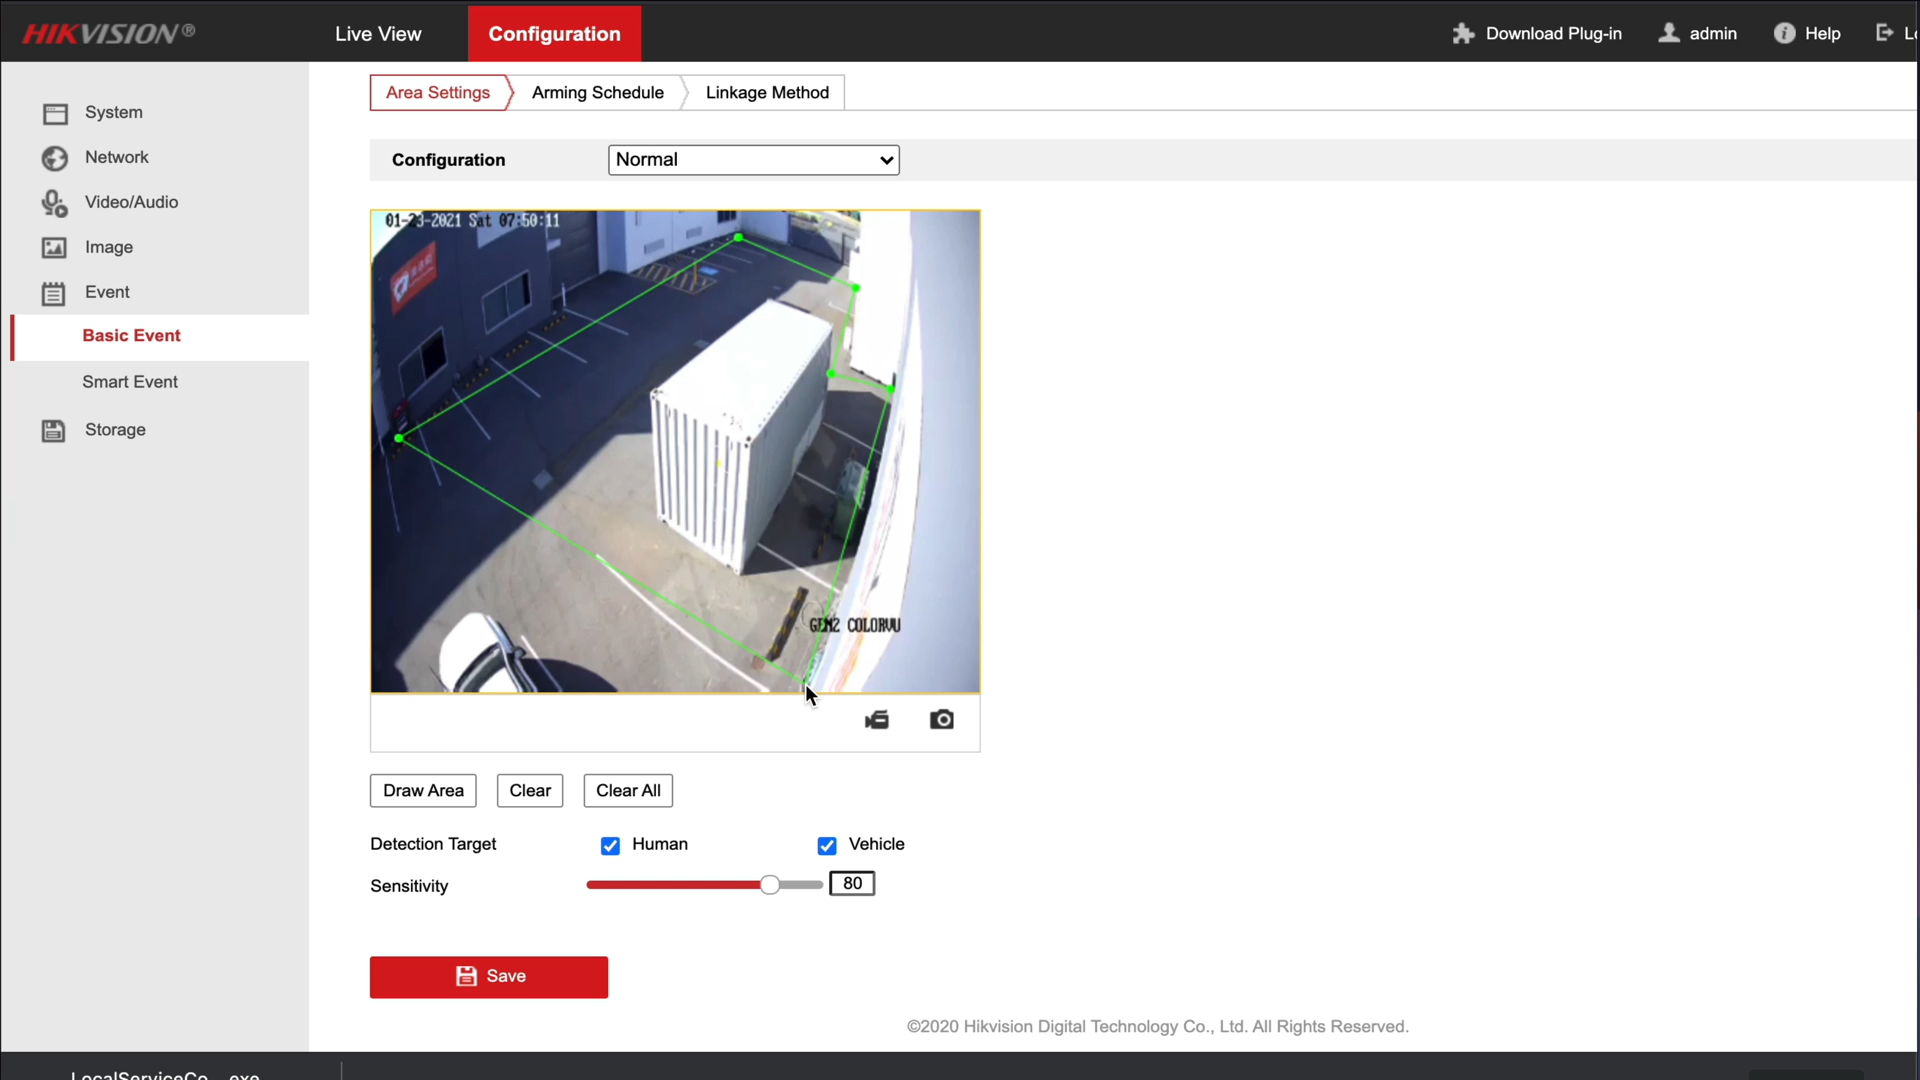 HIKVISION®
Live View
Configuration
Download Plug-in
admin
Help
System
Network
Video/Audio
Image
Event
Basic Event
Smart Event
Storage
Area Settings
Arming Schedule
Linkage Method
Configuration
Normal
01-23-2021 Sat 07:50:11
GEN2 COLORVU
Draw Area
Clear
Clear All
Detection Target
Human
Vehicle
Sensitivity
80
Save
©2020 Hikvision Digital Technology Co., Ltd. All Rights Reserved.